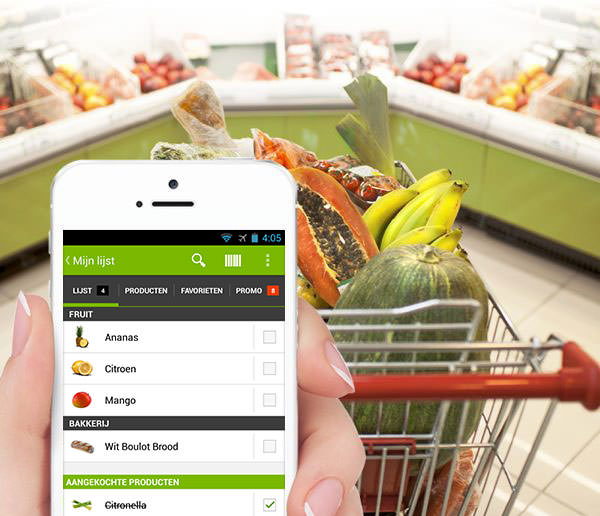 4:05
Mijn lijst
LIJST 4 PRODUCTEN FAVORIETEN PROMO 8
FRUIT
Ananas
Citroen
Mango
BAKKERIJ
Wit Boulot Brood
AANGEKOCHTE PRODUCTEN
Citronella